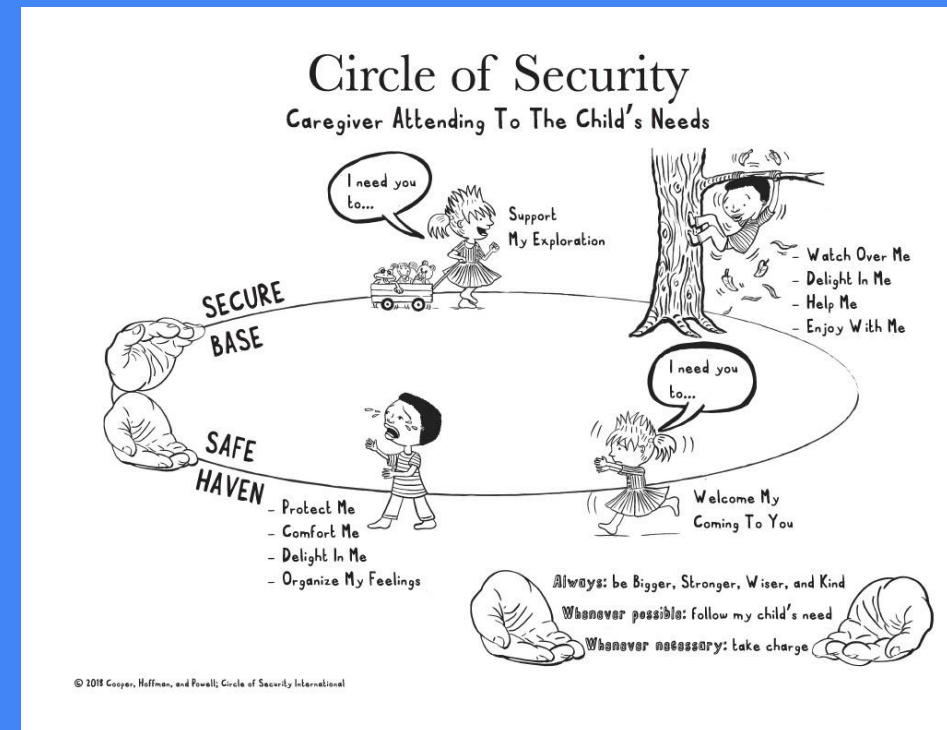 Circle of Security
Caregiver Attending To The Child's Needs
I need you
to...
Support
My Exploration
- Watch Over Me
- Delight In Me
- Help Me
- Enjoy With Me
SECURE
BASE
I need you
to...
SAFE
HAVEN
- Protect Me
- Comfort Me
- Delight In Me
- Organize My Feelings
Welcome My
Coming To You
Always: be Bigger, Stronger, Wiser, and Kind
Whenever possible: follow my child's need
Whenever necessary: take charge
© 2018 Cooper, Hoffman, and Powell; Circle of Security International